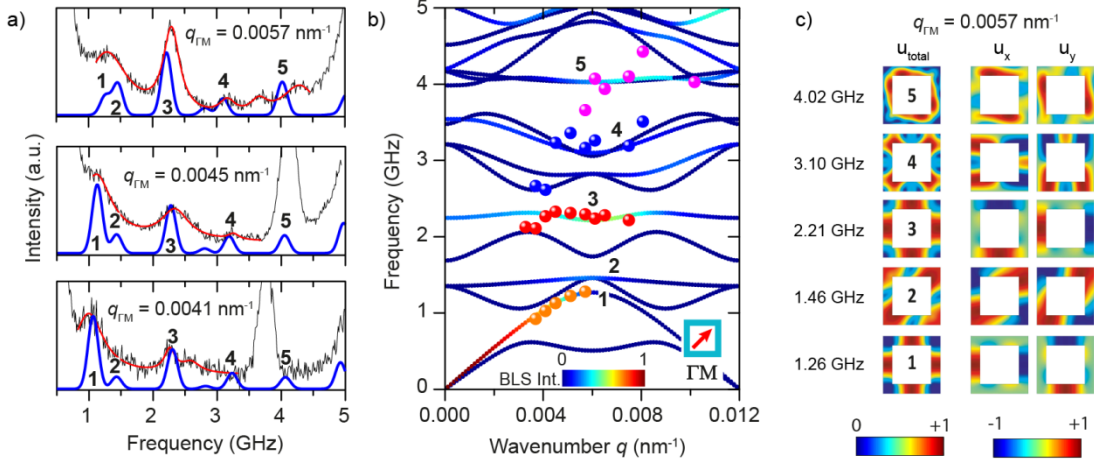 a)
q_ΓM = 0.0057 nm⁻¹
1
2
3
4
5
q_ΓM = 0.0045 nm⁻¹
1
2
3
4
5
q_ΓM = 0.0041 nm⁻¹
1
2
3
4
5
1 2 3 4 5
Frequency (GHz)
Intensity (a.u.)
b)
5
4
3
2
1
0
Frequency (GHz)
5
4
3
2
1
0 1
BLS Int.
ΓM
0.000 0.004 0.008 0.012
Wavenumber q (nm⁻¹)
c)
q_ΓM = 0.0057 nm⁻¹
u_total u_x u_y
4.02 GHz 5
3.10 GHz 4
2.21 GHz 3
1.46 GHz 2
1.26 GHz 1
0 +1 -1 +1